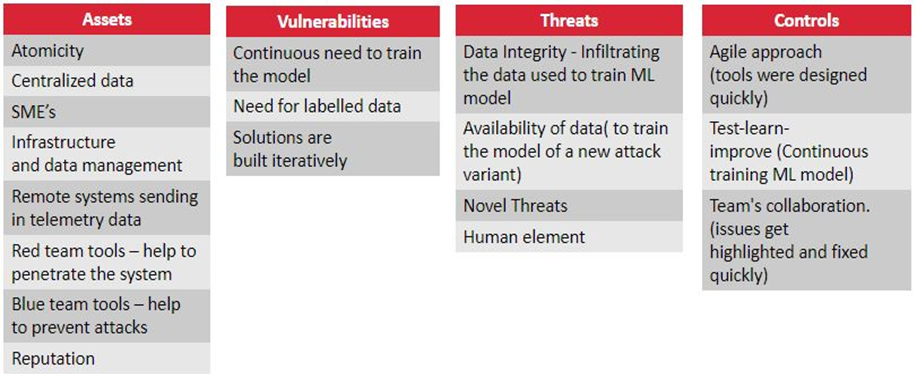 Assets
Atomicity
Centralized data
SME's
Infrastructure
and data management
Remote systems sending
in telemetry data
Red team tools – help to
penetrate the system
Blue team tools – help
to prevent attacks
Reputation
Vulnerabilities
Continuous need to train
the model
Need for labelled data
Solutions are
built iteratively
Threats
Data Integrity - Infiltrating
the data used to train ML
model
Availability of data( to train
the model of a new attack
variant)
Novel Threats
Human element
Controls
Agile approach
(tools were designed
quickly)
Test-learn-
improve (Continuous
training ML model)
Team's collaboration.
(issues get
highlighted and fixed
quickly)